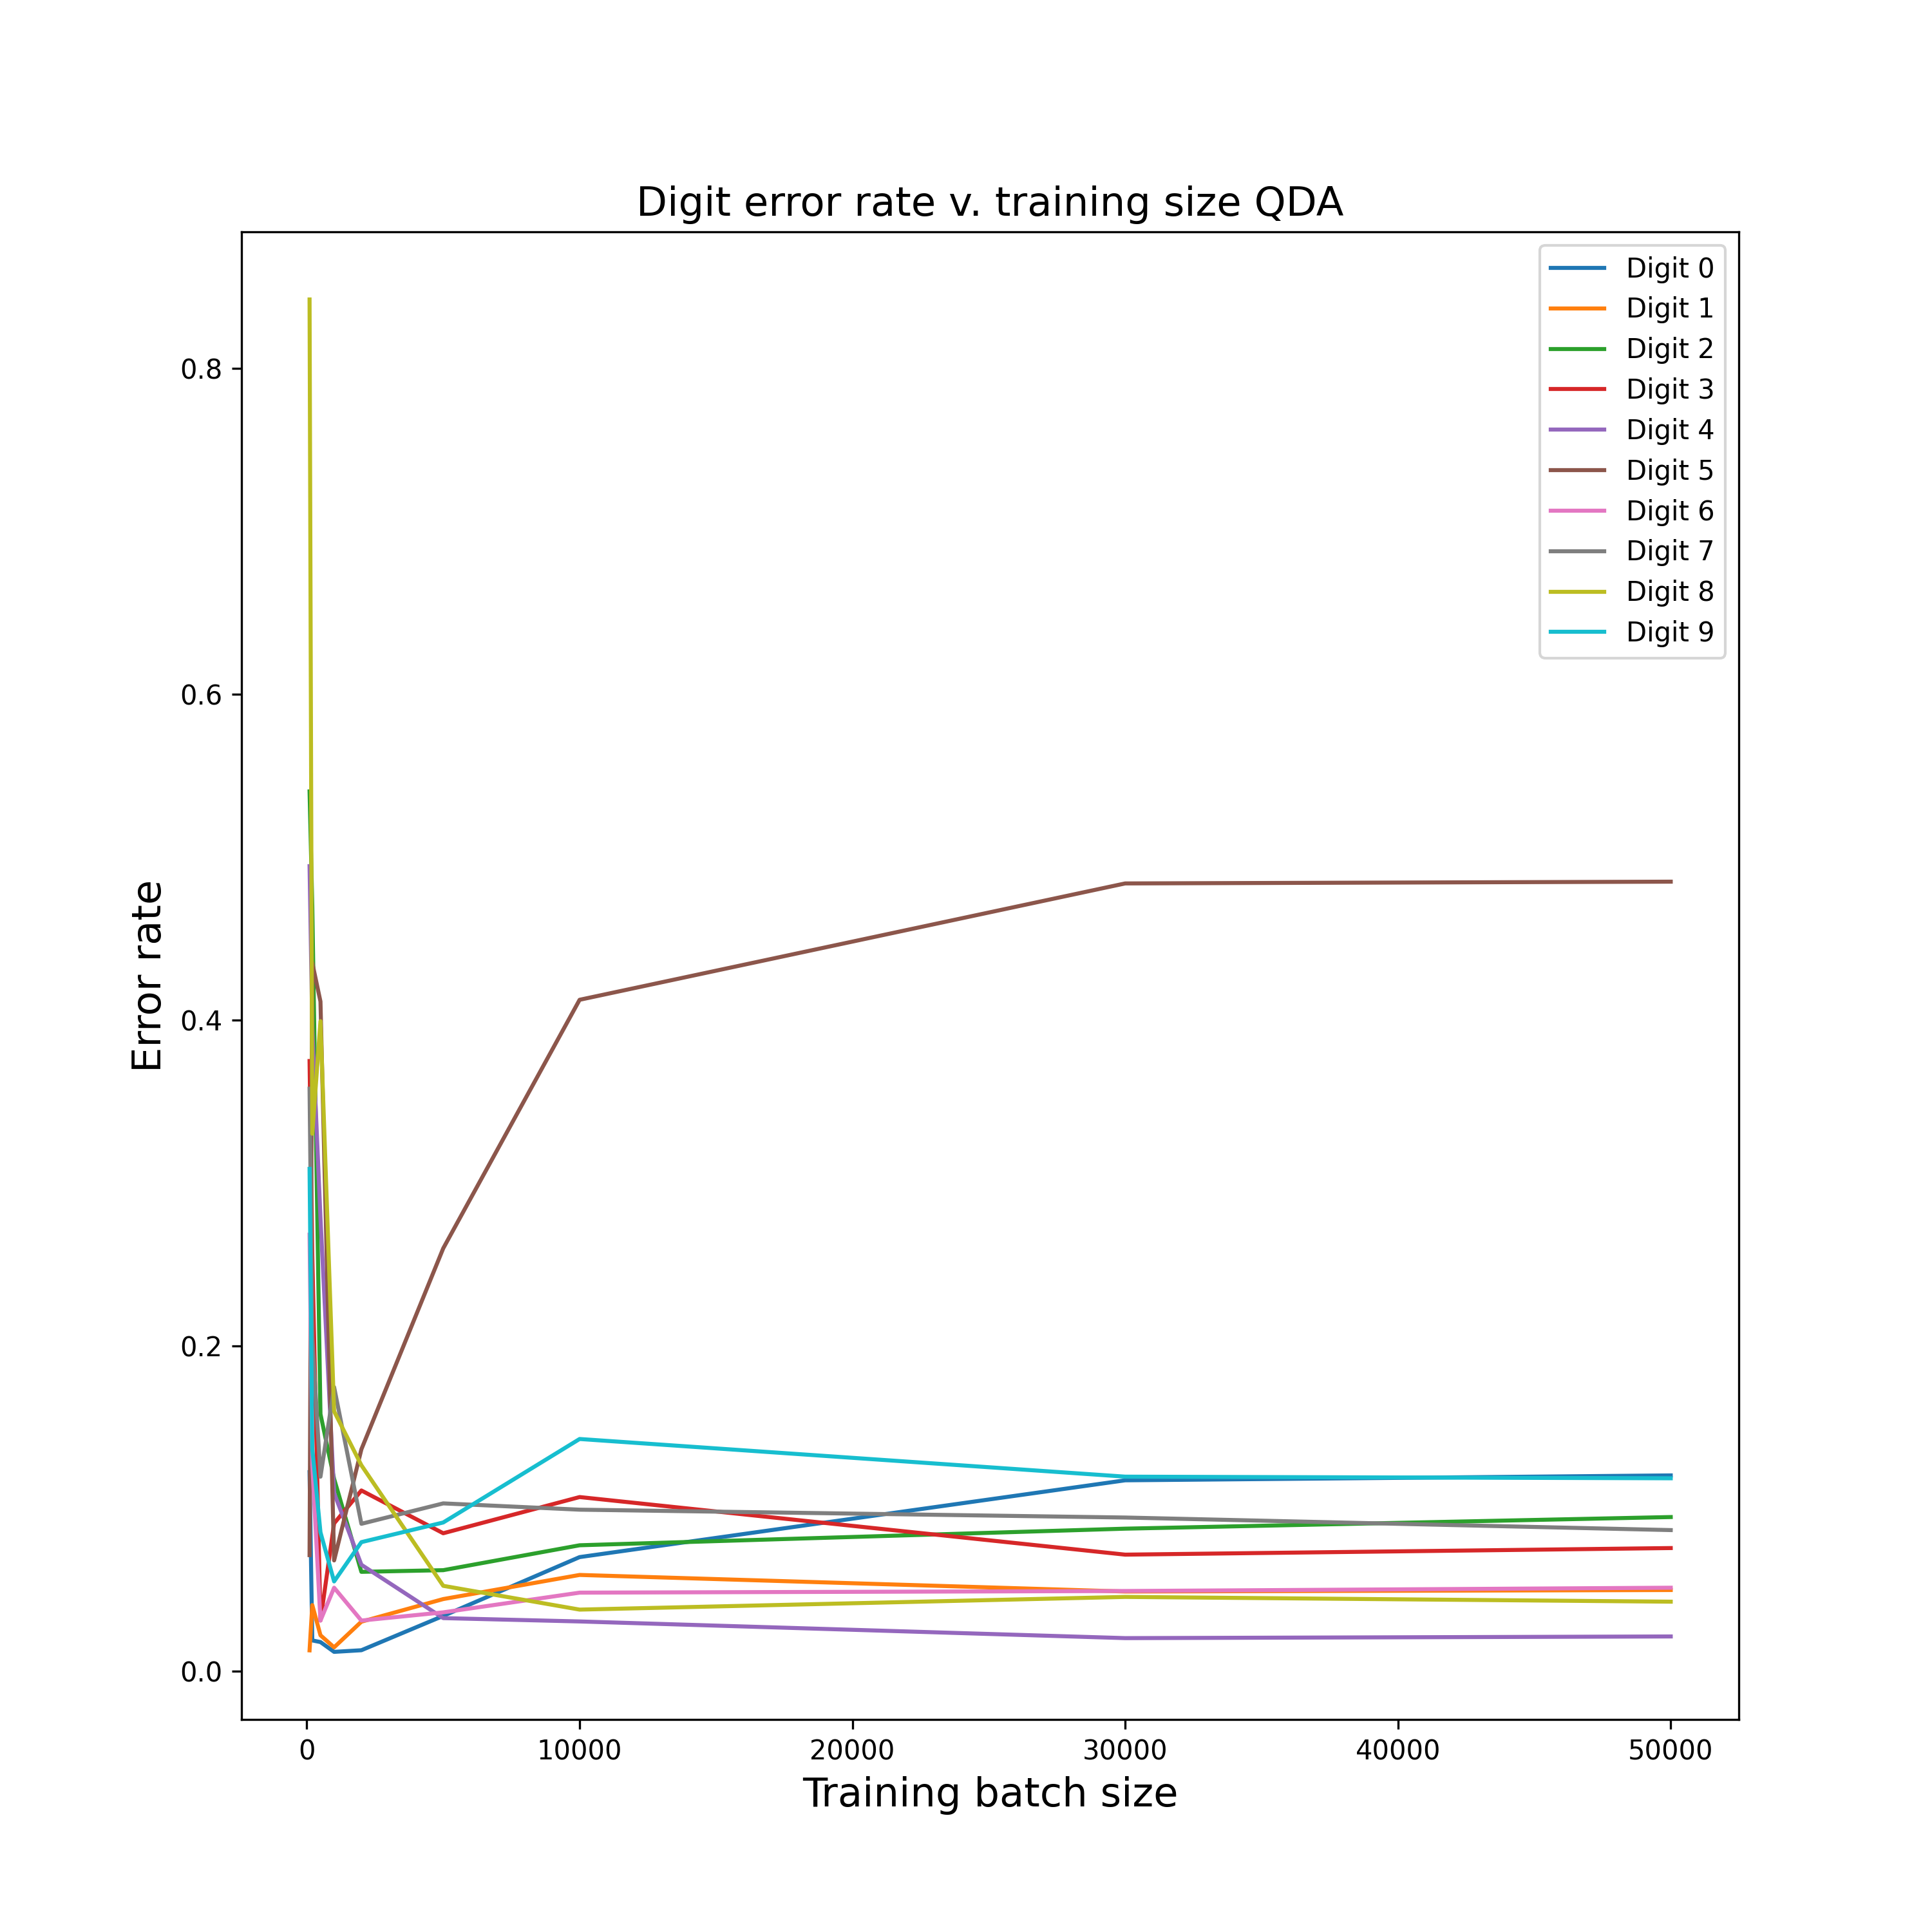 Digit error rate v. training size QDA
Digit 0
Digit 1
Digit 2
Digit 3
Digit 4
Digit 5
Digit 6
Digit 7
Digit 8
Digit 9
0.8
0.6
0.4
0.2
0.0
Error rate
0 10000 20000 30000 40000 50000
Training batch size